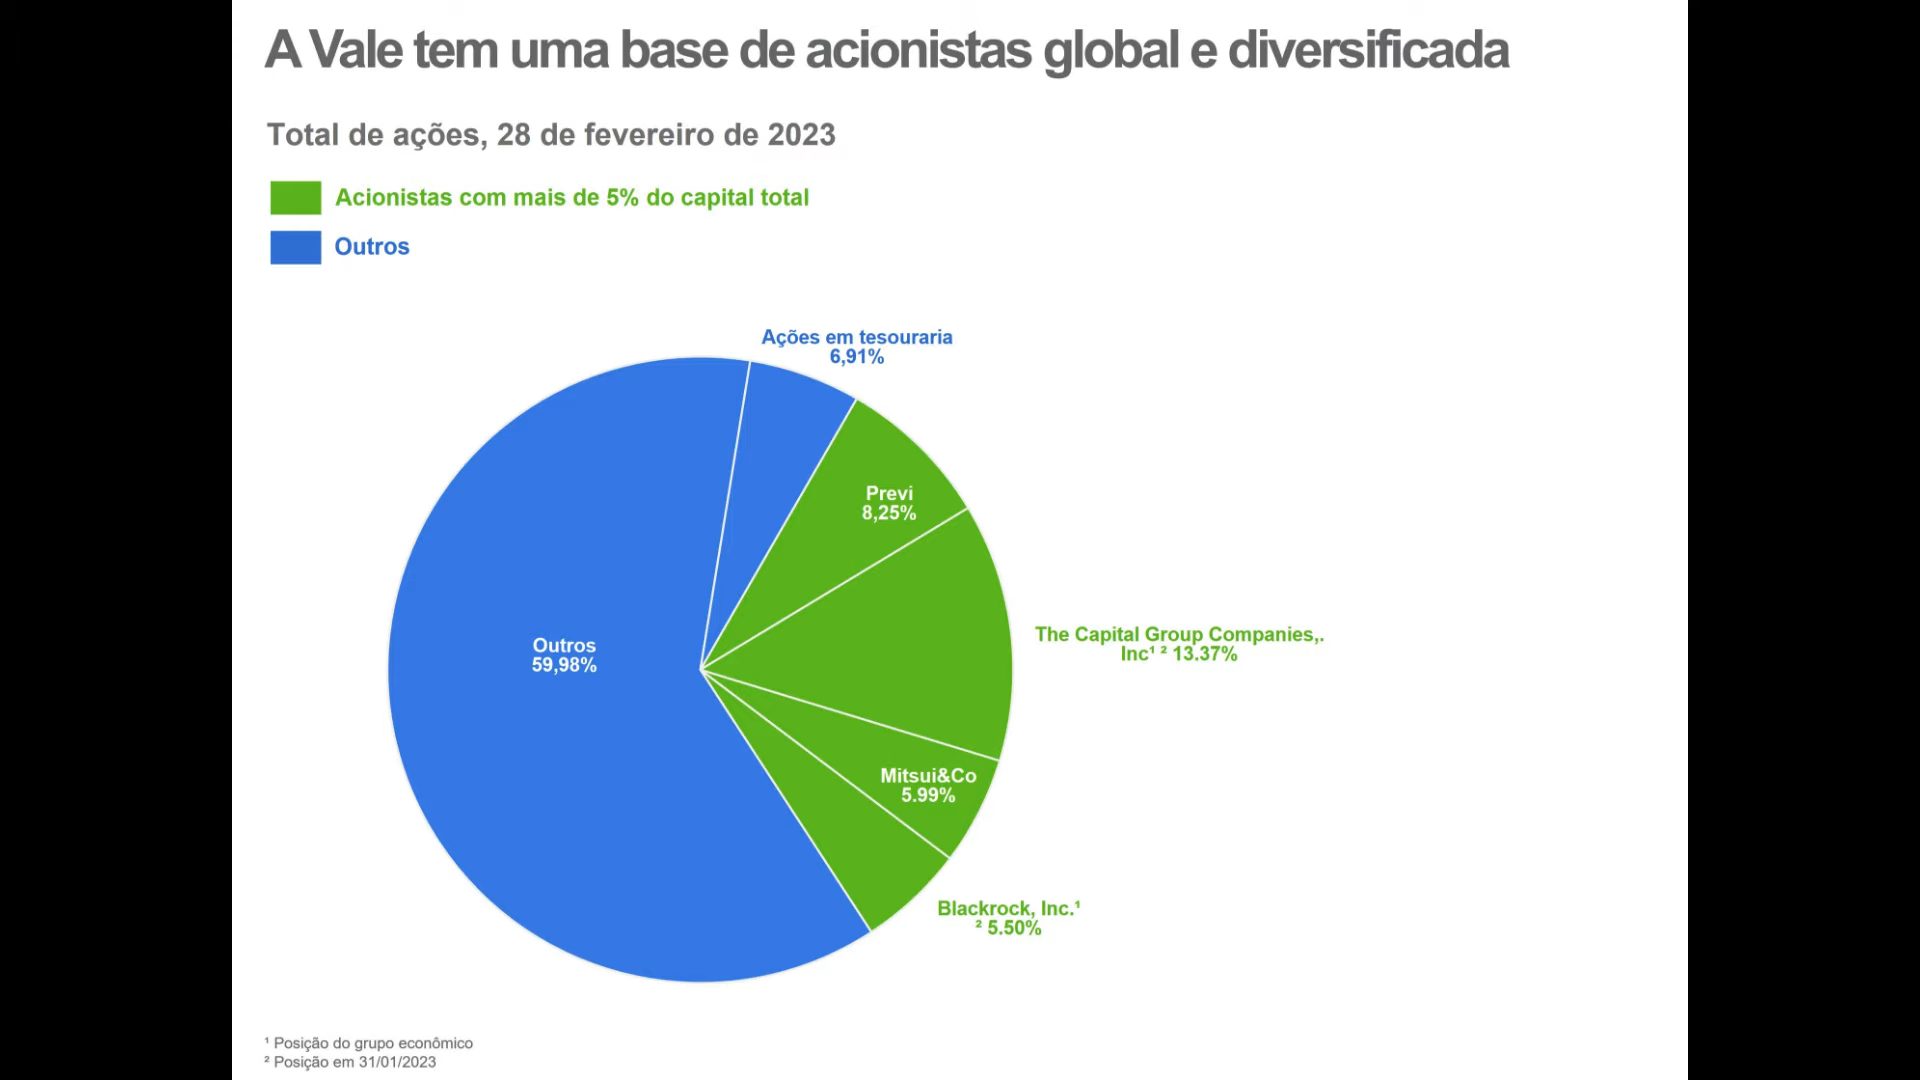 A Vale tem uma base de acionistas global e diversificada
Total de ações, 28 de fevereiro de 2023
Acionistas com mais de 5% do capital total
Outros
Ações em tesouraria
6,91%
Previ
8,25%
The Capital Group Companies,.
Inc¹ ² 13.37%
Outros
59,98%
Mitsui&Co
5.99%
Blackrock, Inc.¹
² 5.50%
¹ Posição do grupo econômico
² Posição em 31/01/2023